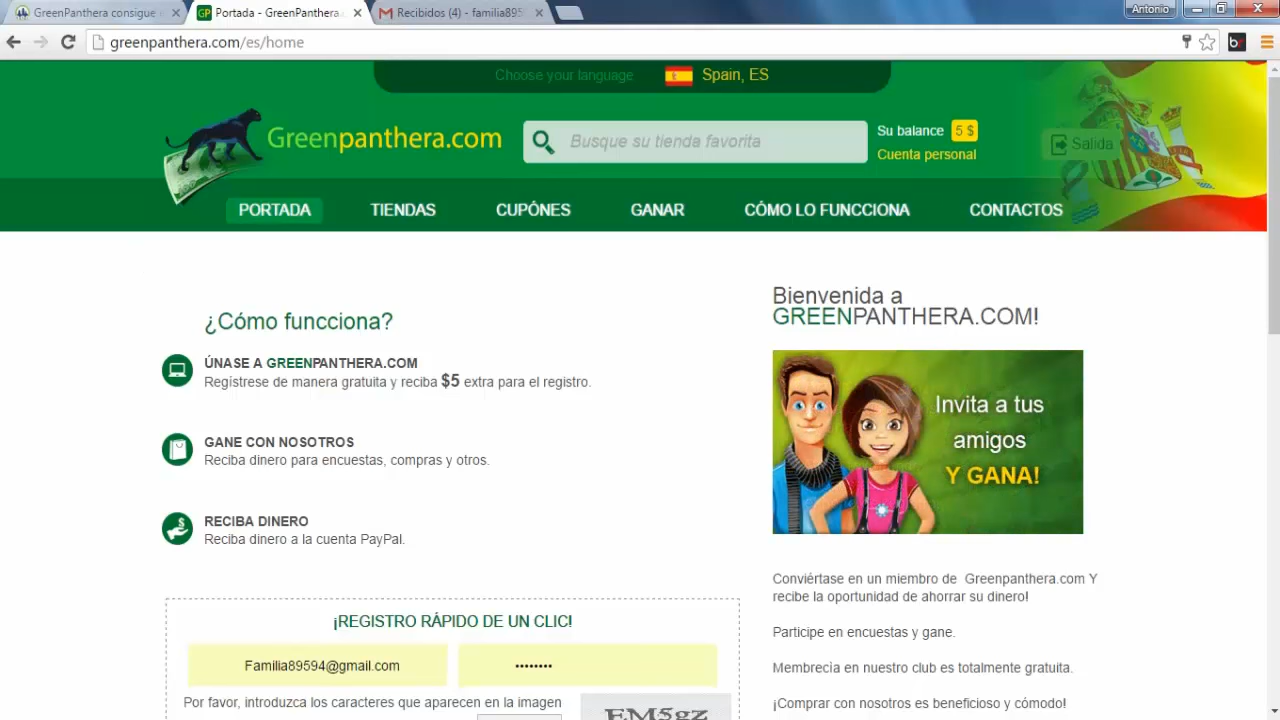 GreenPanthera consigue
Portada - GreenPanthera.
Recibidos (4) - familia895
Antonio
greenpanthera.com/es/home
Choose your language
Spain, ES
Greenpanthera.com
Busque su tienda favorita
Su balance 5 $
Cuenta personal
Salida
PORTADA
TIENDAS
CUPÓNES
GANAR
CÓMO LO FUNCCIONA
CONTACTOS
¿Cómo funcciona?
ÚNASE A GREENPANTHERA.COM
Regístrese de manera gratuita y reciba $5 extra para el registro.
GANE CON NOSOTROS
Reciba dinero para encuestas, compras y otros.
RECIBA DINERO
Reciba dinero a la cuenta PayPal.
¡REGISTRO RÁPIDO DE UN CLIC!
Familia89594@gmail.com
••••••••
Por favor, introduzca los caracteres que aparecen en la imagen
EM5gz
Bienvenida a
GREENPANTHERA.COM!
Invita a tus
amigos
Y GANA!
Conviértase en un miembro de Greenpanthera.com Y
recibe la oportunidad de ahorrar su dinero!
Participe en encuestas y gane.
Membrecìa en nuestro club es totalmente gratuita.
¡Comprar con nosotros es beneficioso y cómodo!